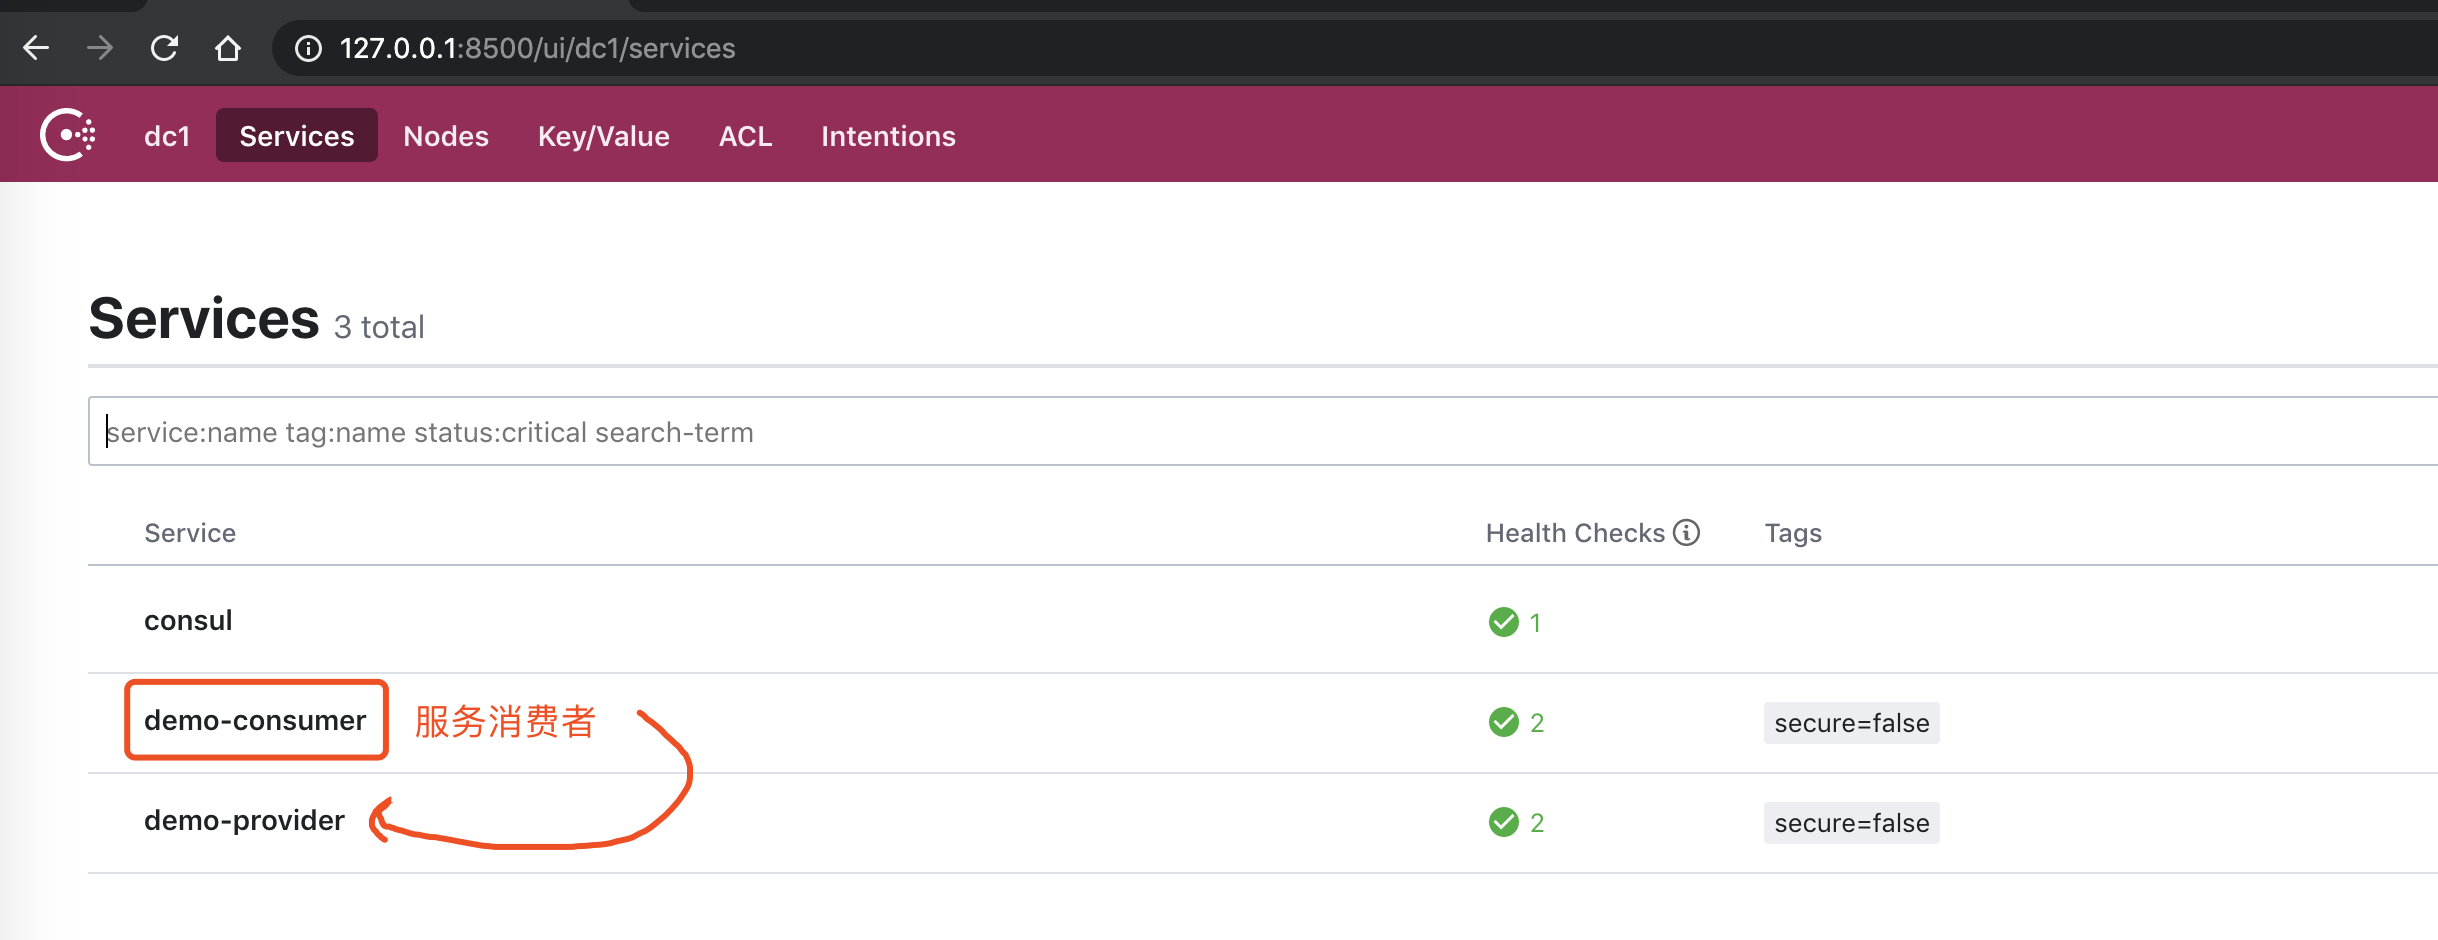 127.0.0.1:8500/ui/dc1/services
dc1 Services Nodes Key/Value ACL Intentions
Services 3 total
service:name tag:name status:critical search-term
Service Health Checks Tags
consul 1
demo-consumer 服务消费者 2 secure=false
demo-provider 2 secure=false